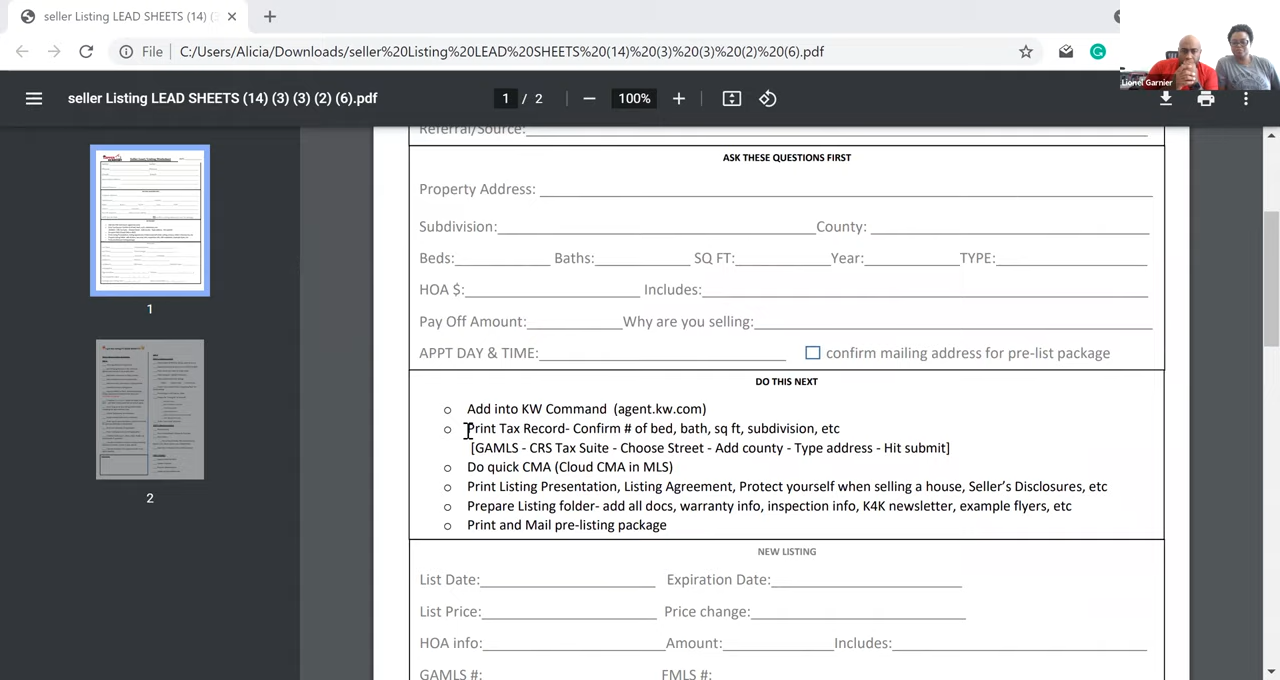 seller Listing LEAD SHEETS (14) (3
File
C:/Users/Alicia/Downloads/seller%20Listing%20LEAD%20SHEETS%20(14)%20(3)%20(3)%20(2)%20(6).pdf
Lionel Garnier
seller Listing LEAD SHEETS (14) (3) (3) (2) (6).pdf
1 / 2
100%
Referral/Source:
ASK THESE QUESTIONS FIRST
Property Address:
Subdivision: County:
Beds: Baths: SQ FT: Year: TYPE:
HOA $: Includes:
Pay Off Amount: Why are you selling:
APPT DAY & TIME: confirm mailing address for pre-list package
DO THIS NEXT
Add into KW Command (agent.kw.com)
Print Tax Record- Confirm # of bed, bath, sq ft, subdivision, etc
[GAMLS - CRS Tax Suite - Choose Street - Add county - Type address - Hit submit]
Do quick CMA (Cloud CMA in MLS)
Print Listing Presentation, Listing Agreement, Protect yourself when selling a house, Seller’s Disclosures, etc
Prepare Listing folder- add all docs, warranty info, inspection info, K4K newsletter, example flyers, etc
Print and Mail pre-listing package
NEW LISTING
List Date: Expiration Date:
List Price: Price change:
HOA info: Amount: Includes:
GAMLS #: FMLS #:
1
2